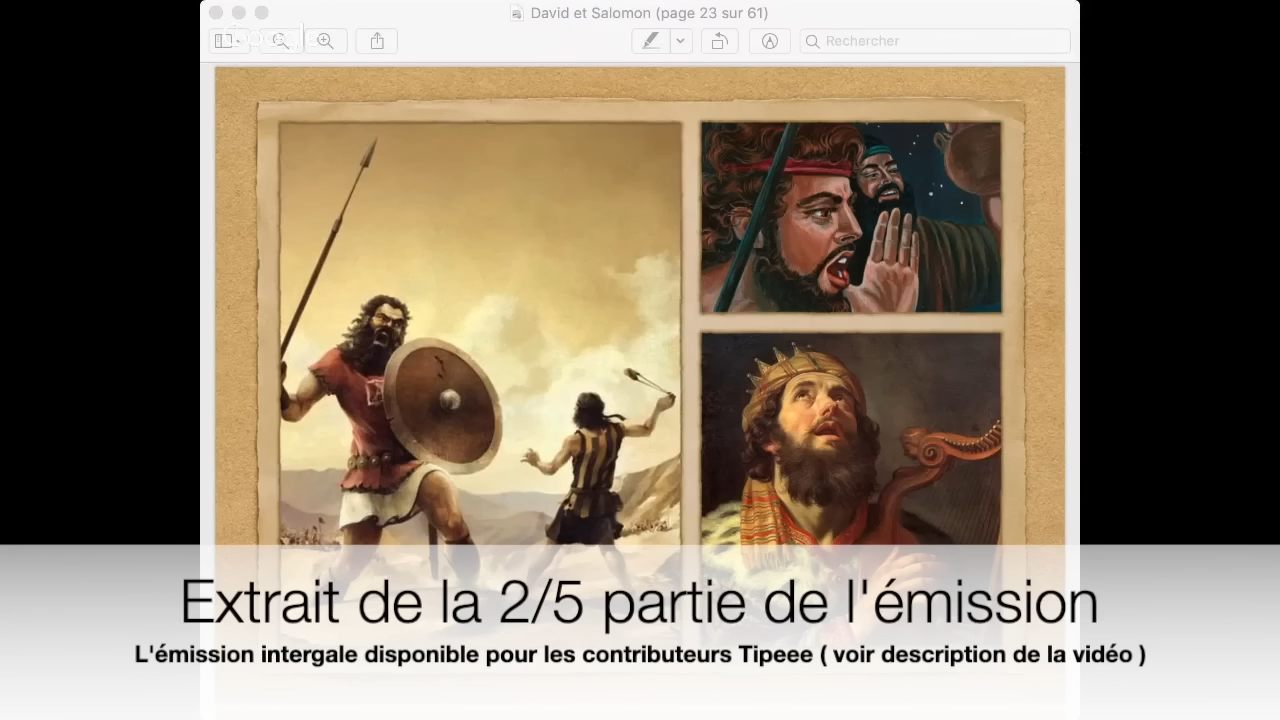 David et Salomon (page 23 sur 61)
Rechercher
Extrait de la 2/5 partie de l'émission
L'émission intergale disponible pour les contributeurs Tipeee ( voir description de la vidéo )